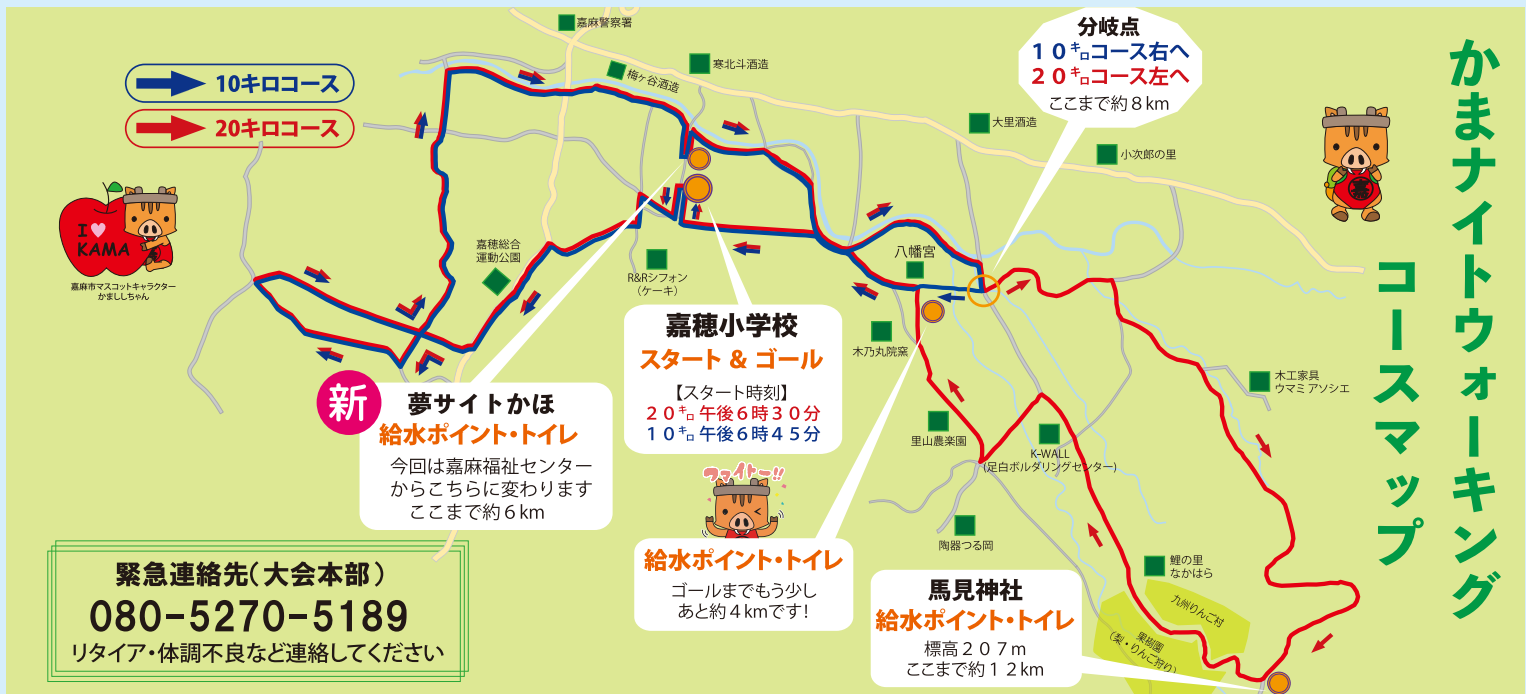 かまナイトウォーキング
コースマップ
10キロコース
20キロコース
嘉麻警察署
梅ヶ谷酒造
寒北斗酒造
分岐点
10㌔コース右へ
20㌔コース左へ
ここまで約8km
大里酒造
小次郎の里
I♥
KAMA
嘉麻市マスコットキャラクター
かまししちゃん
嘉
嘉穂総合
運動公園
R&Rシフォン
(ケーキ)
八幡宮
木乃丸院窯
嘉穂小学校
スタート & ゴール
【スタート時刻】
20㌔午後6時30分
10㌔午後6時45分
新
夢サイトかほ
給水ポイント・トイレ
今回は嘉麻福祉センター
からこちらに変わります
ここまで約6km
木工家具
ウマミアソシエ
里山農楽園
K-WALL
(足白ボルダリングセンター)
陶器つる岡
ファイトー!!
給水ポイント・トイレ
ゴールまでもう少し
あと約4kmです!
鯉の里
なかはら
九州りんご村
果樹園
(梨・りんご狩り)
馬見神社
給水ポイント・トイレ
標高207m
ここまで約12km
緊急連絡先(大会本部)
080-5270-5189
リタイア・体調不良など連絡してください